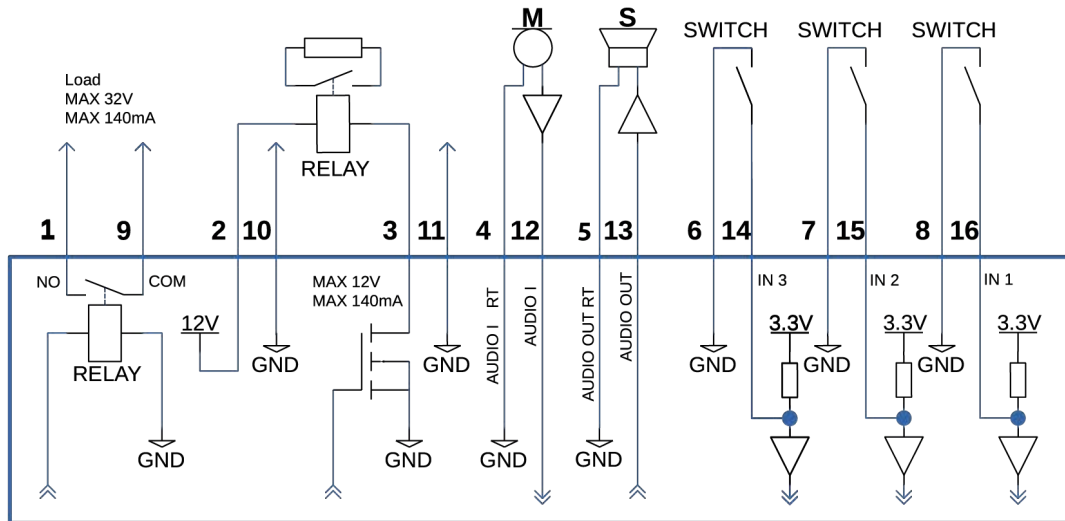 M
S
SWITCH
SWITCH
SWITCH
Load
MAX 32V
MAX 140mA
RELAY
1
9
2
10
3
11
4
12
5
13
6
14
7
15
8
16
NO
COM
MAX 12V
MAX 140mA
AUDIO I RT
AUDIO I
AUDIO OUT RT
AUDIO OUT
IN 3
IN 2
IN 1
12V
3.3V
3.3V
3.3V
RELAY
GND
GND
GND
GND
GND
GND
GND
GND
GND